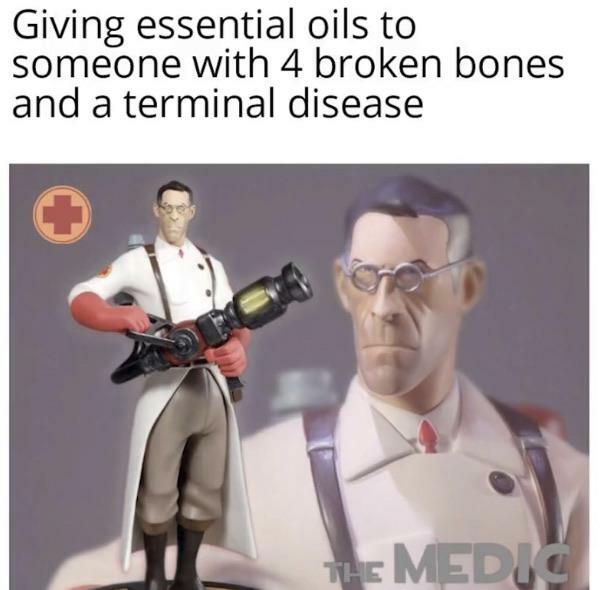 Giving essential oils to
someone with 4 broken bones
and a terminal disease
THE MEDIC